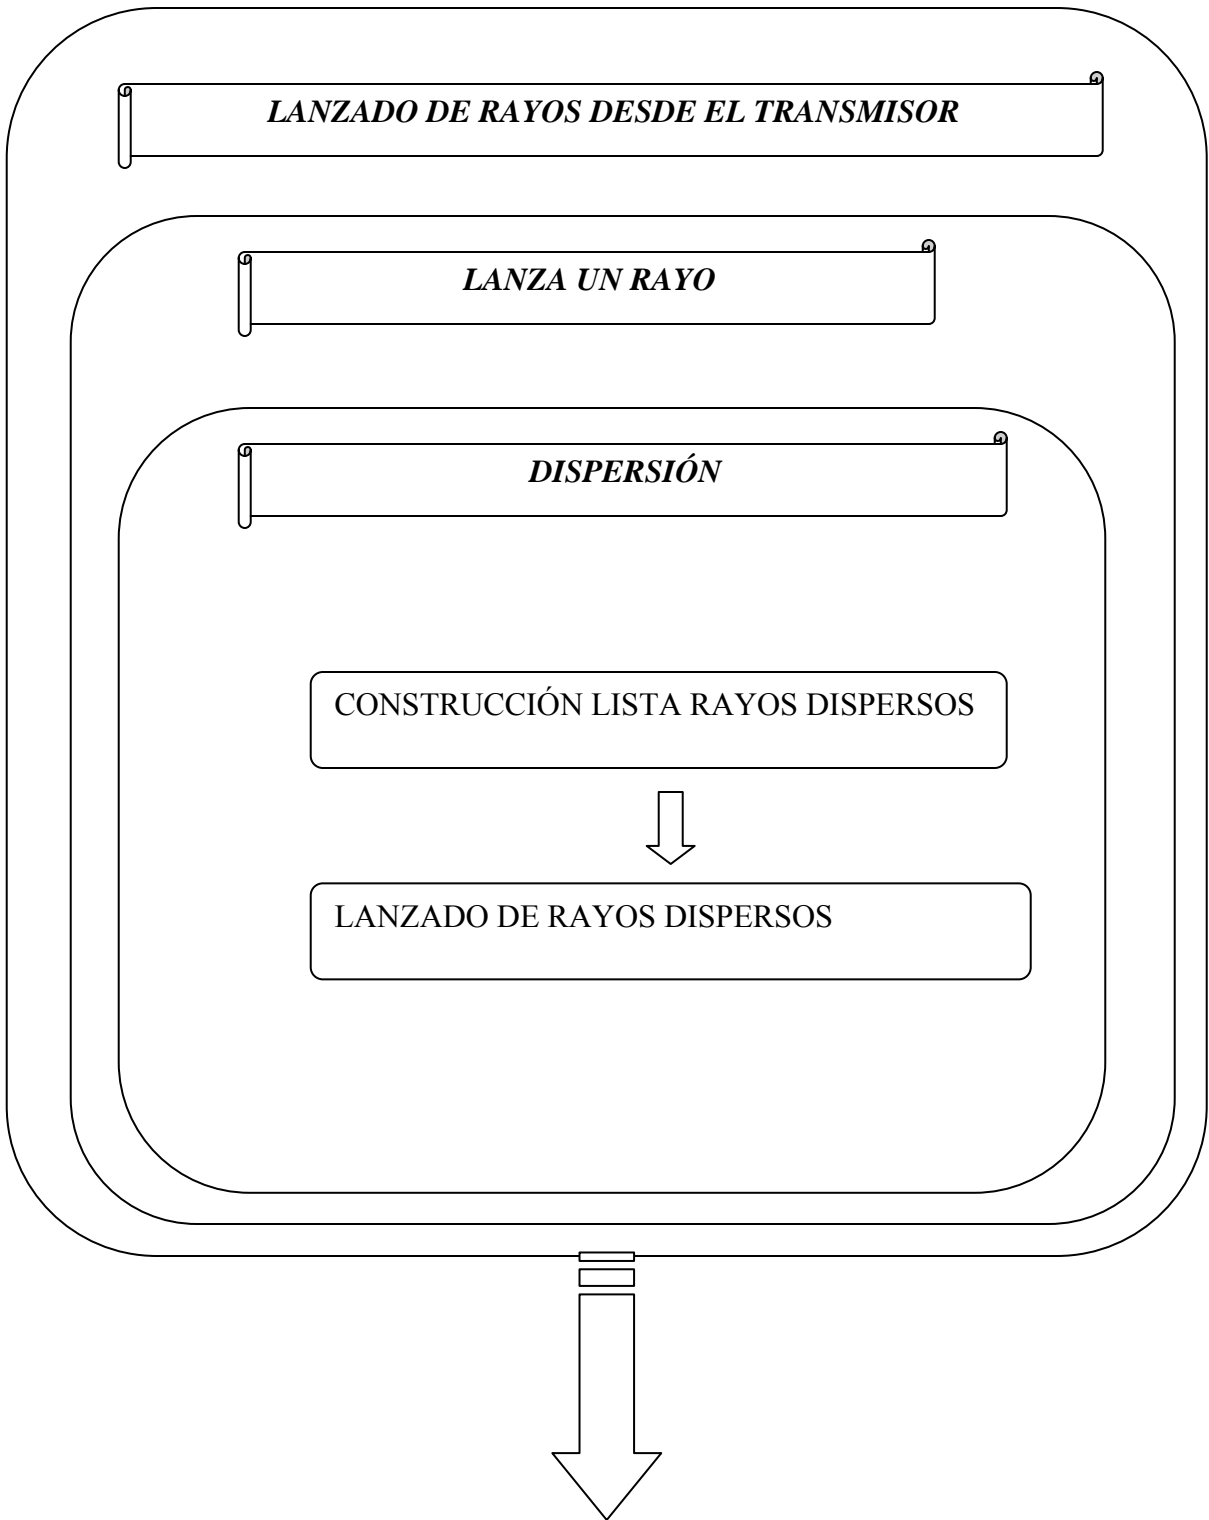 LANZADO DE RAYOS DESDE EL TRANSMISOR
LANZA UN RAYO
DISPERSIÓN
CONSTRUCCIÓN LISTA RAYOS DISPERSOS
LANZADO DE RAYOS DISPERSOS